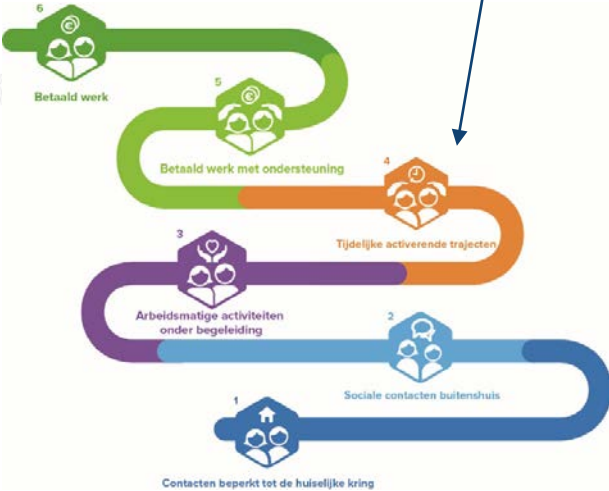 6
Betaald werk
5
Betaald werk met ondersteuning
4
Tijdelijke activerende trajecten
3
Arbeidsmatige activiteiten
onder begeleiding
2
Sociale contacten buitenshuis
1
Contacten beperkt tot de huiselijke kring